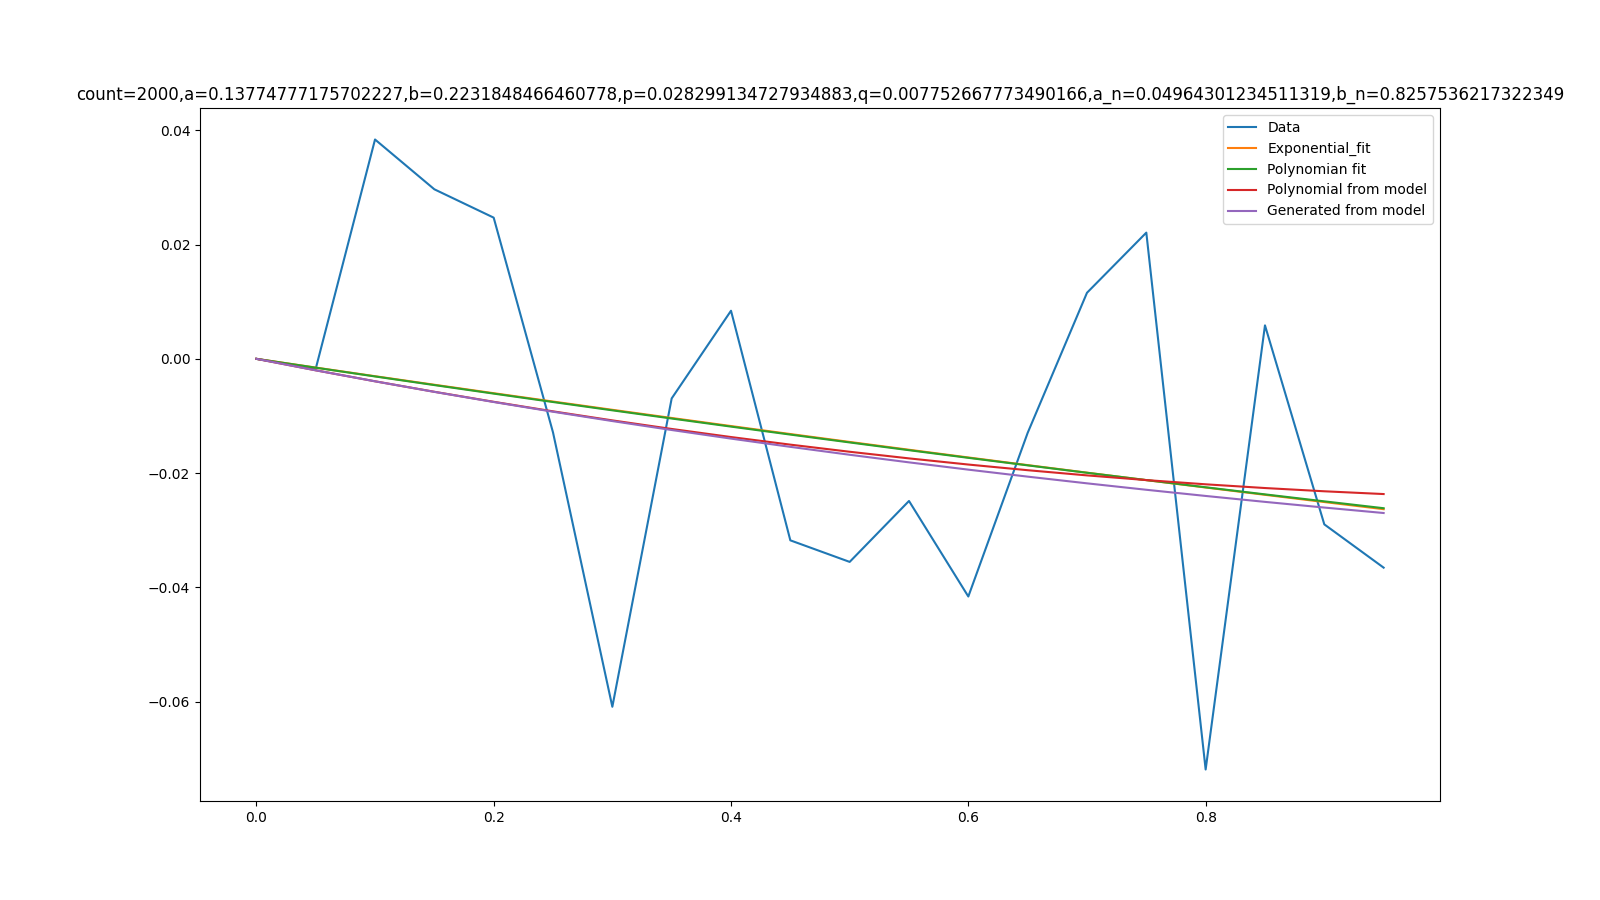 count=2000,a=0.13774777175702227,b=0.2231848466460778,p=0.028299134727934883,q=0.007752667773490166,a_n=0.04964301234511319,b_n=0.8257536217322349
Data
Exponential_fit
Polynomian fit
Polynomial from model
Generated from model
0.04
0.02
0.00
−0.02
−0.04
−0.06
0.0
0.2
0.4
0.6
0.8